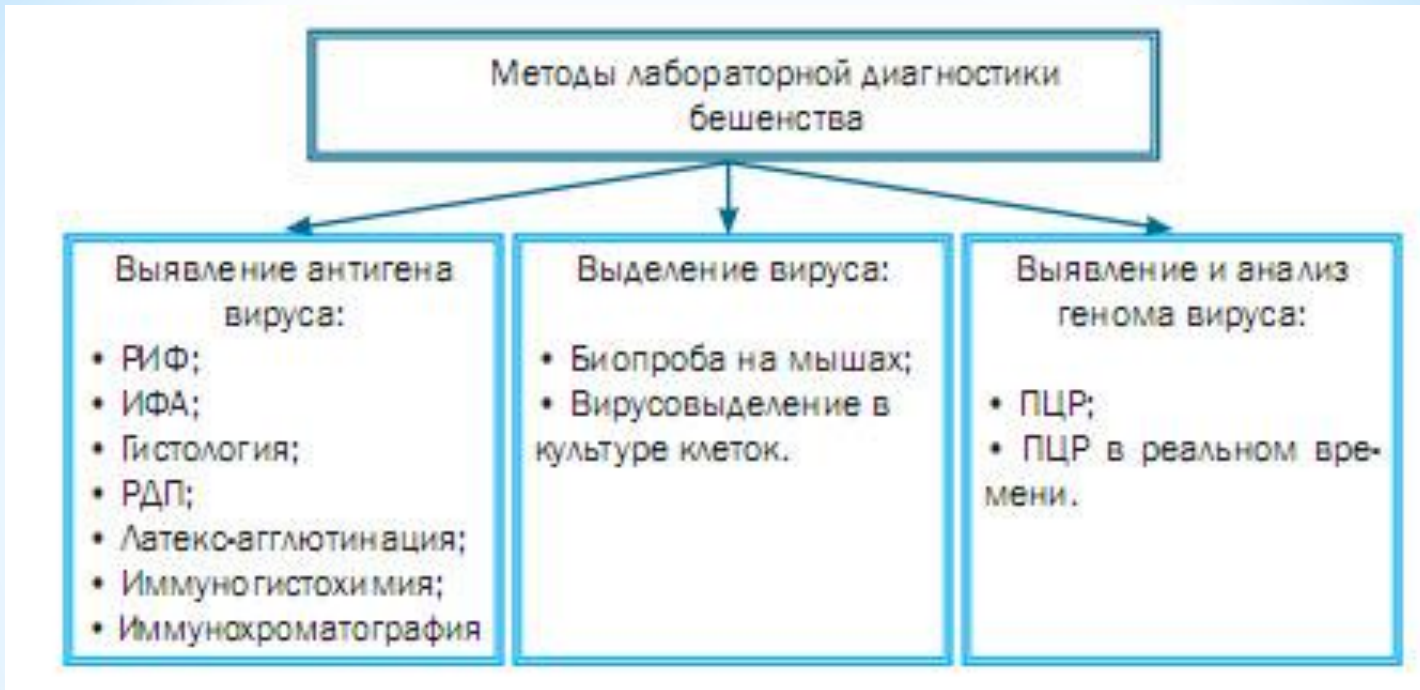 Методы лабораторной диагностики
бешенства
Выявление антигена
вируса:
• РИФ;
• ИФА;
• Гистология;
• РДП;
• Латекс-агглютинация;
• Иммуногистохимия;
• Иммунохроматография
Выделение вируса:
• Биопроба на мышах;
• Вирусовыделение в
культуре клеток.
Выявление и анализ
генома вируса:
• ПЦР;
• ПЦР в реальном вре-
мени.